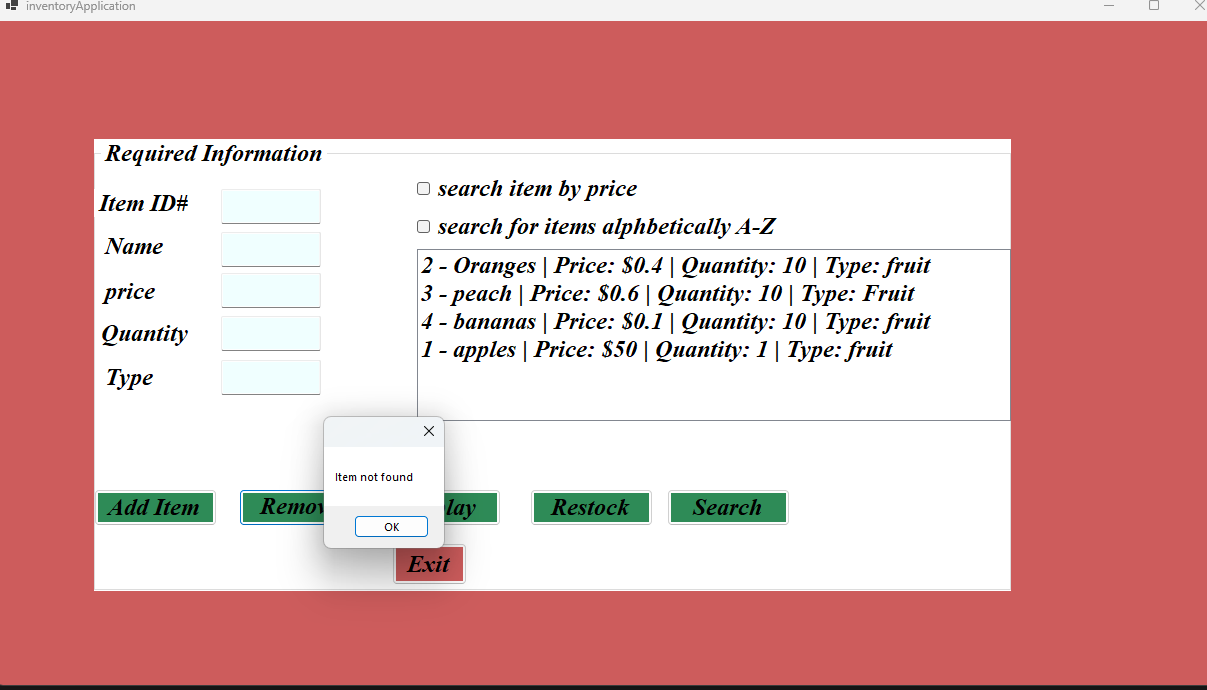 inventoryApplication
Required Information
Item ID#
Name
price
Quantity
Type
search item by price
search for items alphbetically A-Z
2 - Oranges | Price: $0.4 | Quantity: 10 | Type: fruit
3 - peach | Price: $0.6 | Quantity: 10 | Type: Fruit
4 - bananas | Price: $0.1 | Quantity: 10 | Type: fruit
1 - apples | Price: $50 | Quantity: 1 | Type: fruit
Item not found
OK
Add Item
Remov
lay
Restock
Search
Exit